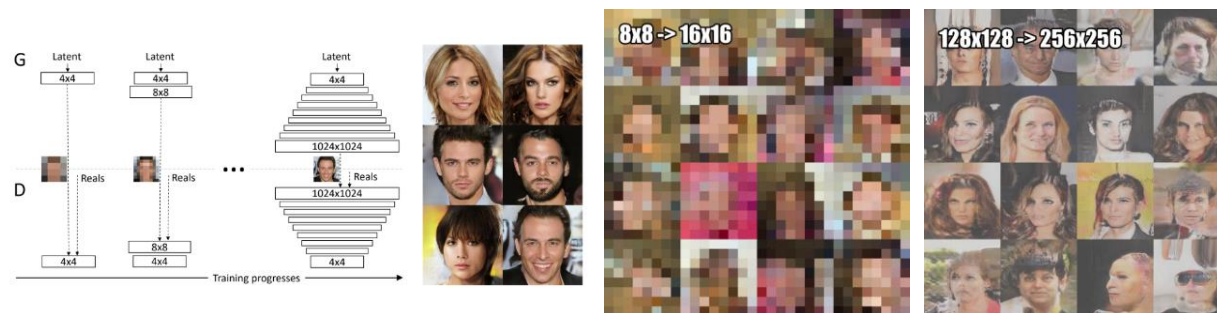 G
Latent
4x4
Latent
4x4
8x8
Latent
4x4
1024x1024
...
D
Reals
Reals
Reals
1024x1024
4x4
8x8
4x4
4x4
Training progresses
8x8 -> 16x16
128x128 -> 256x256